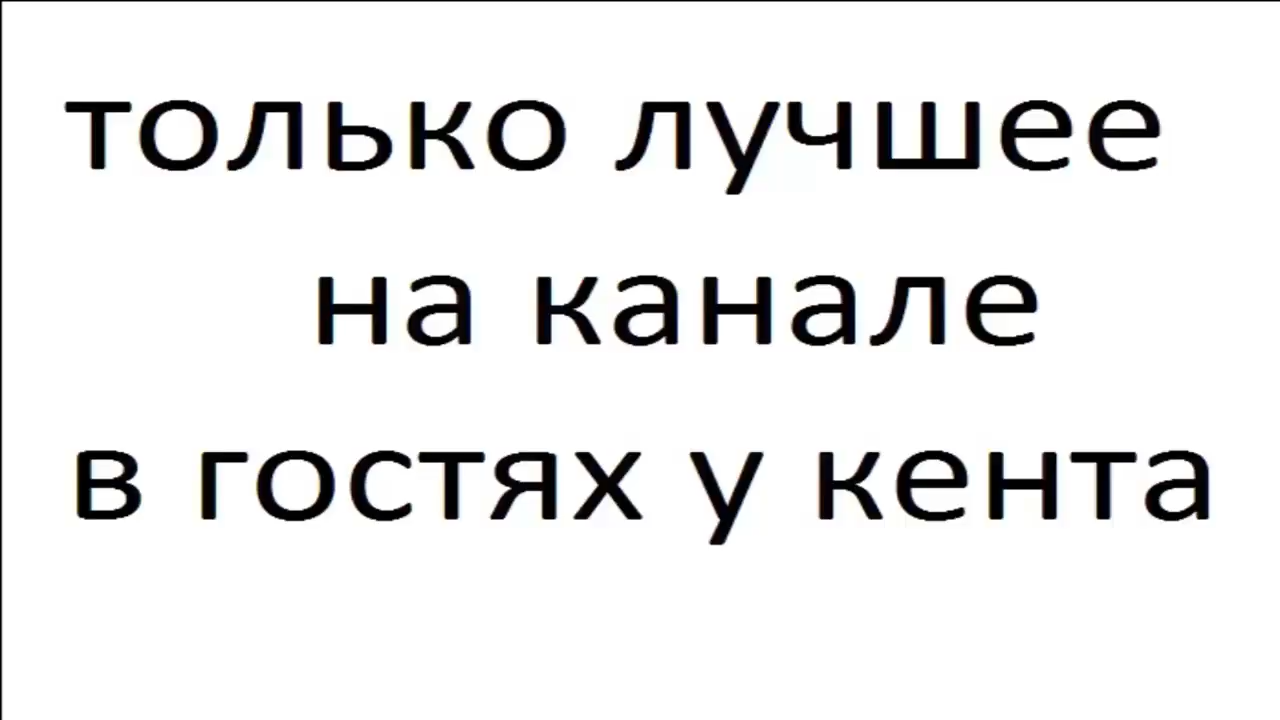 только лучшее
на канале
в гостях у кента